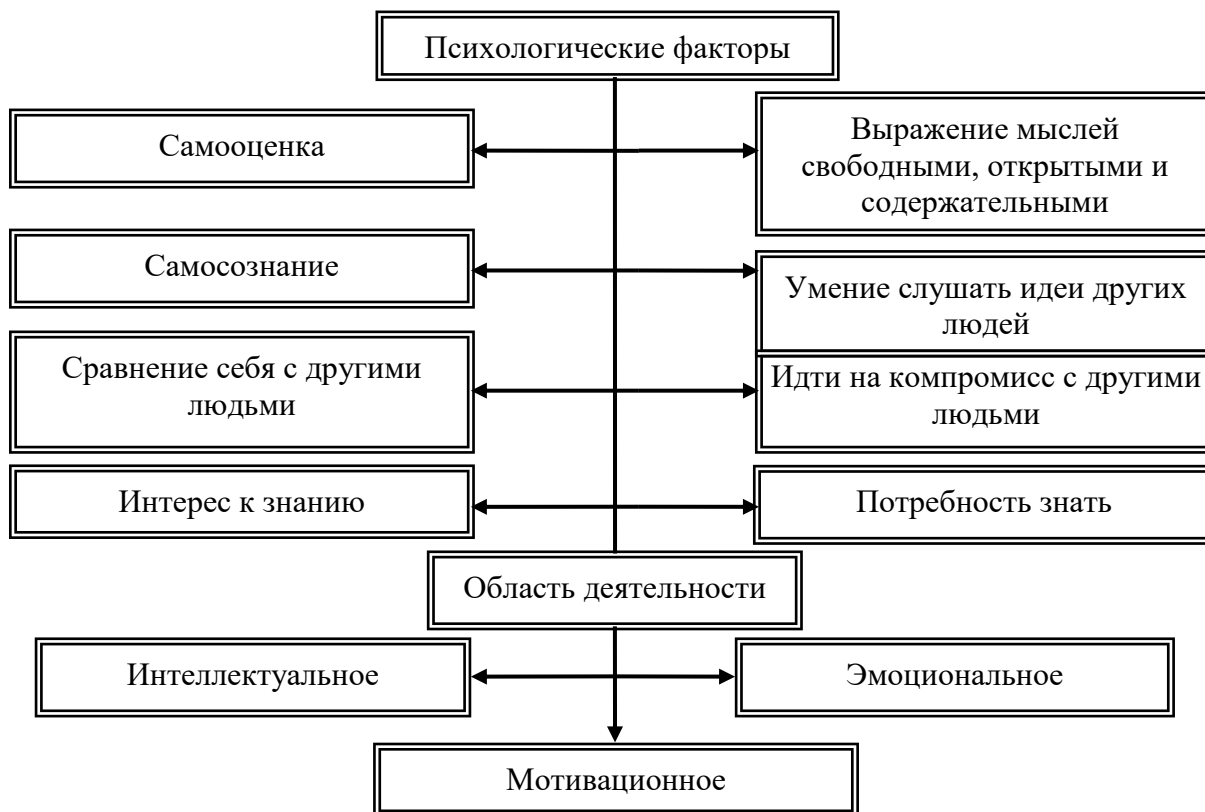 Психологические факторы
Самооценка
Выражение мыслей
свободными, открытыми и
содержательными
Самосознание
Умение слушать идеи других
людей
Сравнение себя с другими
людьми
Идти на компромисс с другими
людьми
Интерес к знанию
Потребность знать
Область деятельности
Интеллектуальное
Эмоциональное
Мотивационное